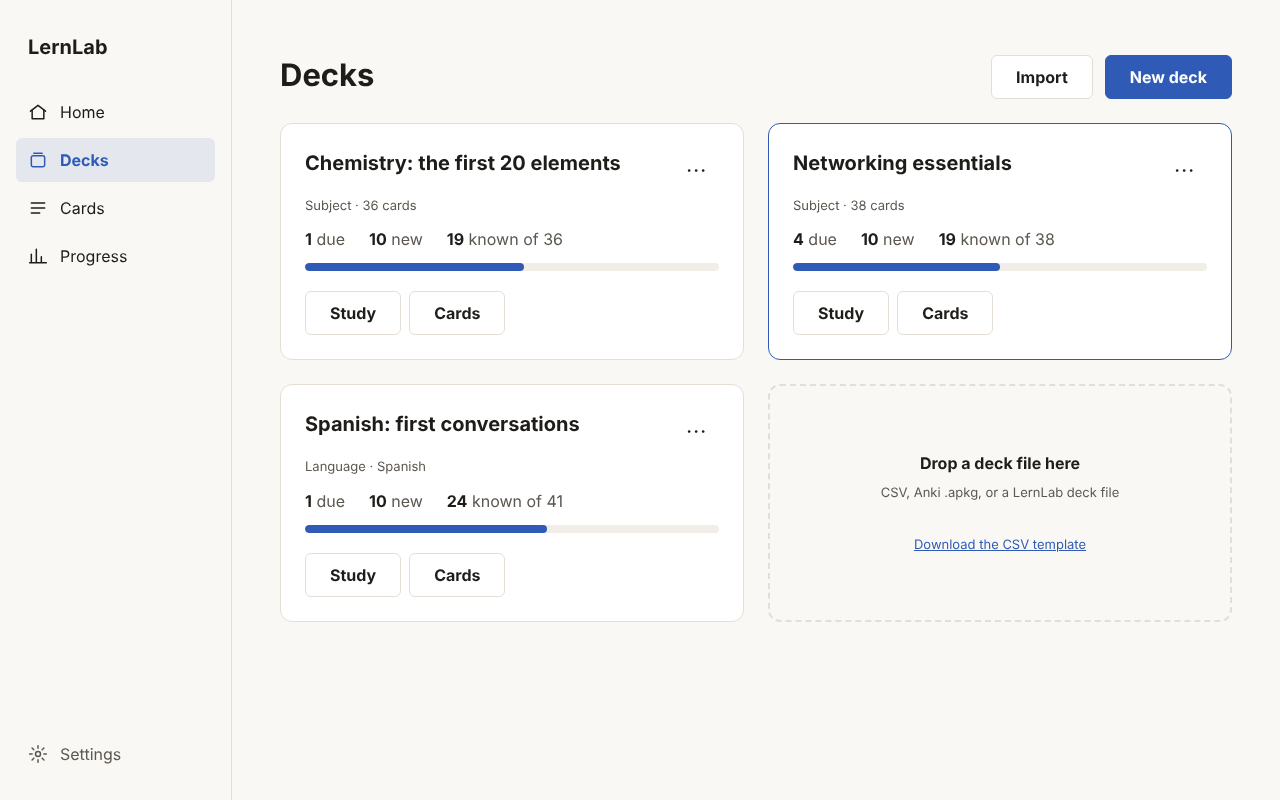 LernLab
Home
Decks
Cards
Progress
Settings
Decks
Import
New deck
Chemistry: the first 20 elements
...
Subject · 36 cards
1 due 10 new 19 known of 36
Study Cards
Networking essentials
...
Subject · 38 cards
4 due 10 new 19 known of 38
Study Cards
Spanish: first conversations
...
Language · Spanish
1 due 10 new 24 known of 41
Study Cards
Drop a deck file here
CSV, Anki .apkg, or a LernLab deck file
Download the CSV template